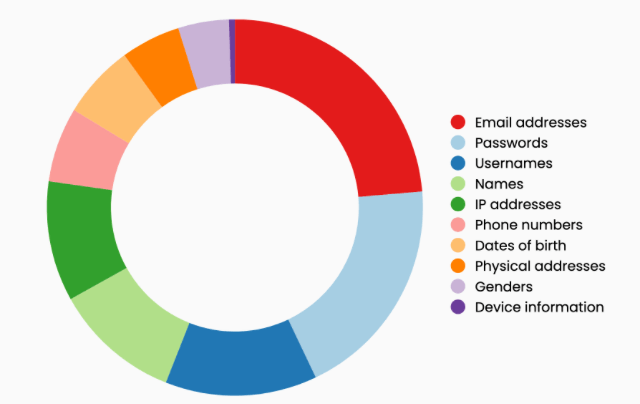 Email addresses
Passwords
Usernames
Names
IP addresses
Phone numbers
Dates of birth
Physical addresses
Genders
Device information